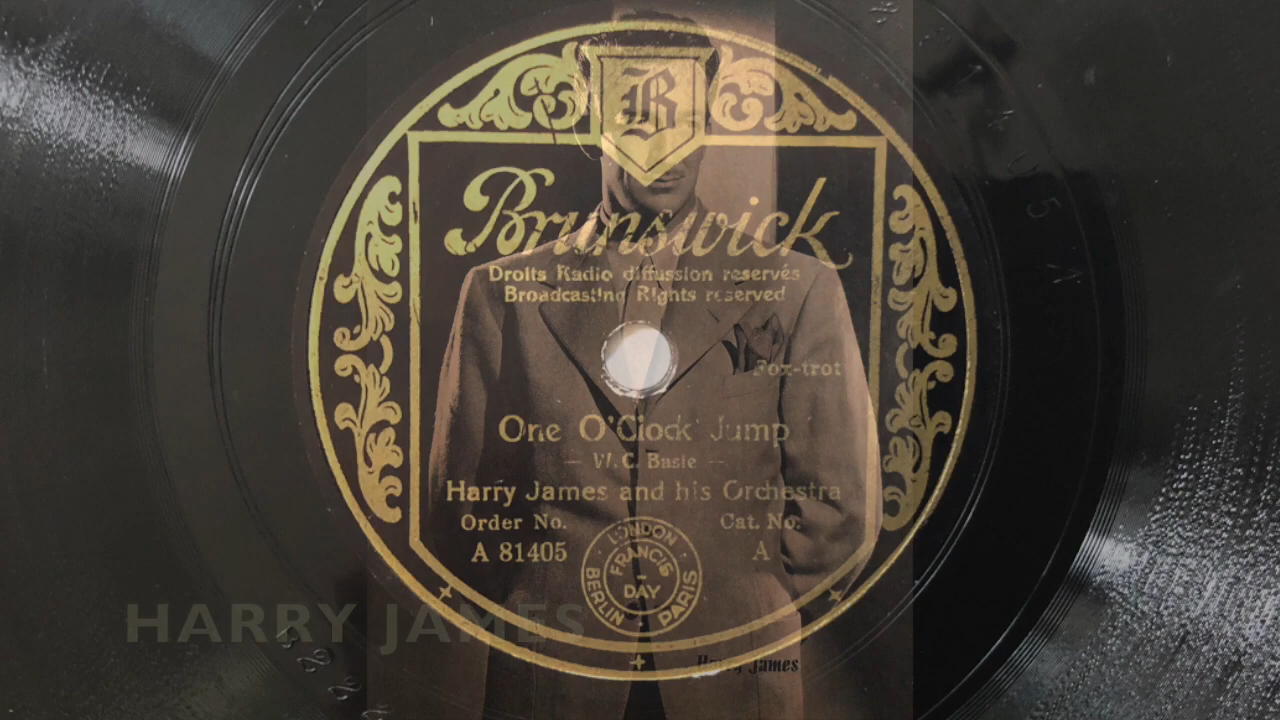 B
Brunswick
Droits Radio diffussion reservés
Broadcasting Rights reserved
Fox-trot
One O'Clock Jump
— W. C. Basie —
Harry James and his Orchestra
Order No.
Cat. No.
A 81405
A
LONDON
FRANCIS
-
DAY
BERLIN
PARIS
HARRY JAMES
Harry James